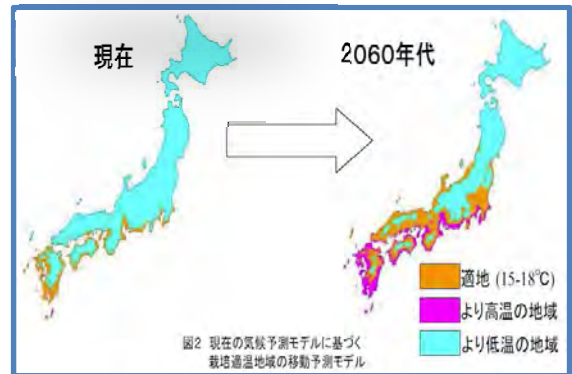 現在
2060年代
適地 (15-18℃)
より高温の地域
より低温の地域
図2 現在の気候予測モデルに基づく
栽培適温地域の移動予測モデル